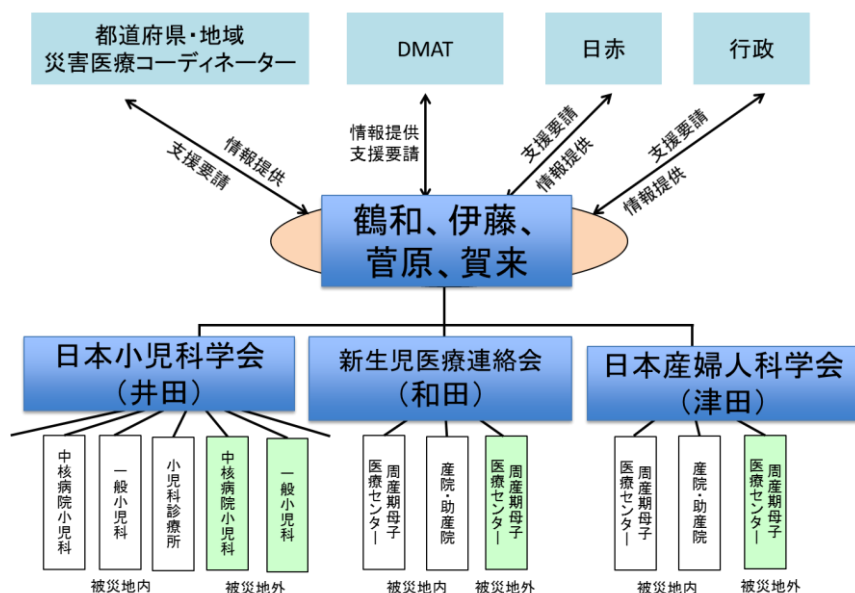 都道府県・地域
災害医療コーディネーター
DMAT
日赤
行政
情報提供
支援要請
情報提供
支援要請
支援要請
情報提供
支援要請
情報提供
鶴和、伊藤、
菅原、賀来
日本小児科学会
（井田）
新生児医療連絡会
（和田）
日本産婦人科学会
（津田）
中核病院小児科
一般小児科
小児科診療所
中核病院小児科
一般小児科
周産期母子
医療センター
産院・助産院
周産期母子
医療センター
周産期母子
医療センター
産院・助産院
周産期母子
医療センター
被災地内
被災地外
被災地内
被災地外
被災地内
被災地外